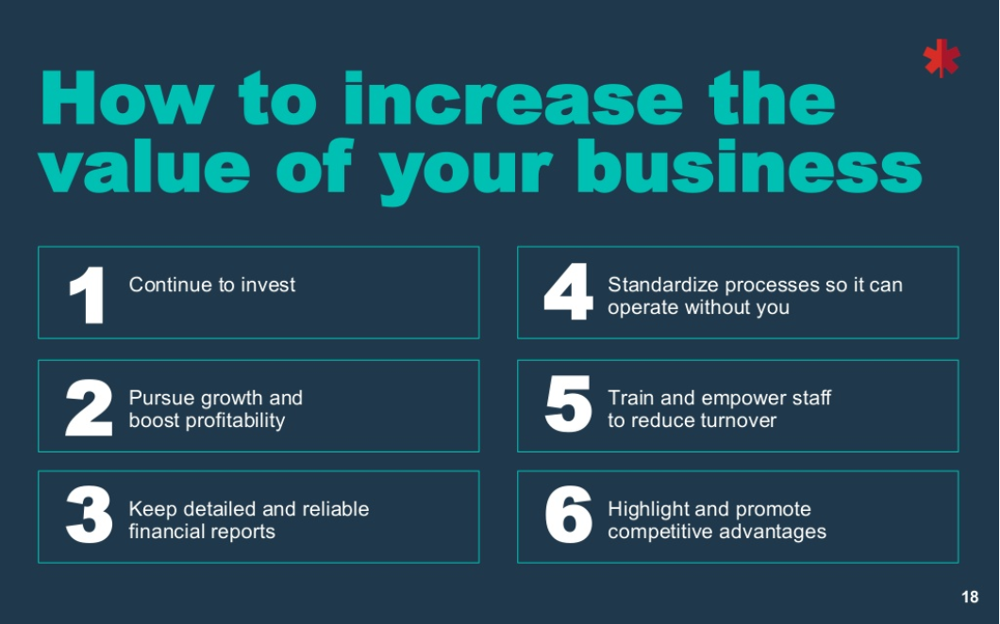 How to increase the
value of your business
1
Continue to invest
2
Pursue growth and
boost profitability
3
Keep detailed and reliable
financial reports
4
Standardize processes so it can
operate without you
5
Train and empower staff
to reduce turnover
6
Highlight and promote
competitive advantages
18